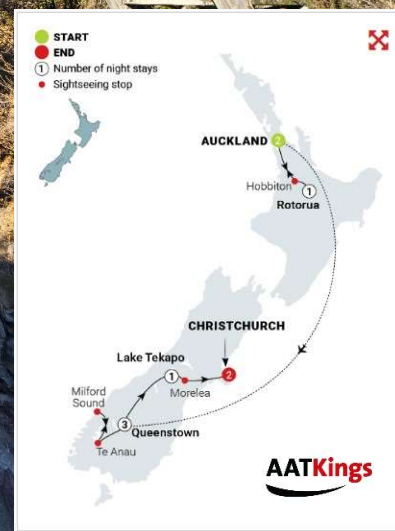 START
END
1 Number of night stays
Sightseeing stop
AUCKLAND 2
Hobbiton
1
Rotorua
CHRISTCHURCH
Lake Tekapo
1
2
Morelea
Milford
Sound
3
Queenstown
Te Anau
AATKings